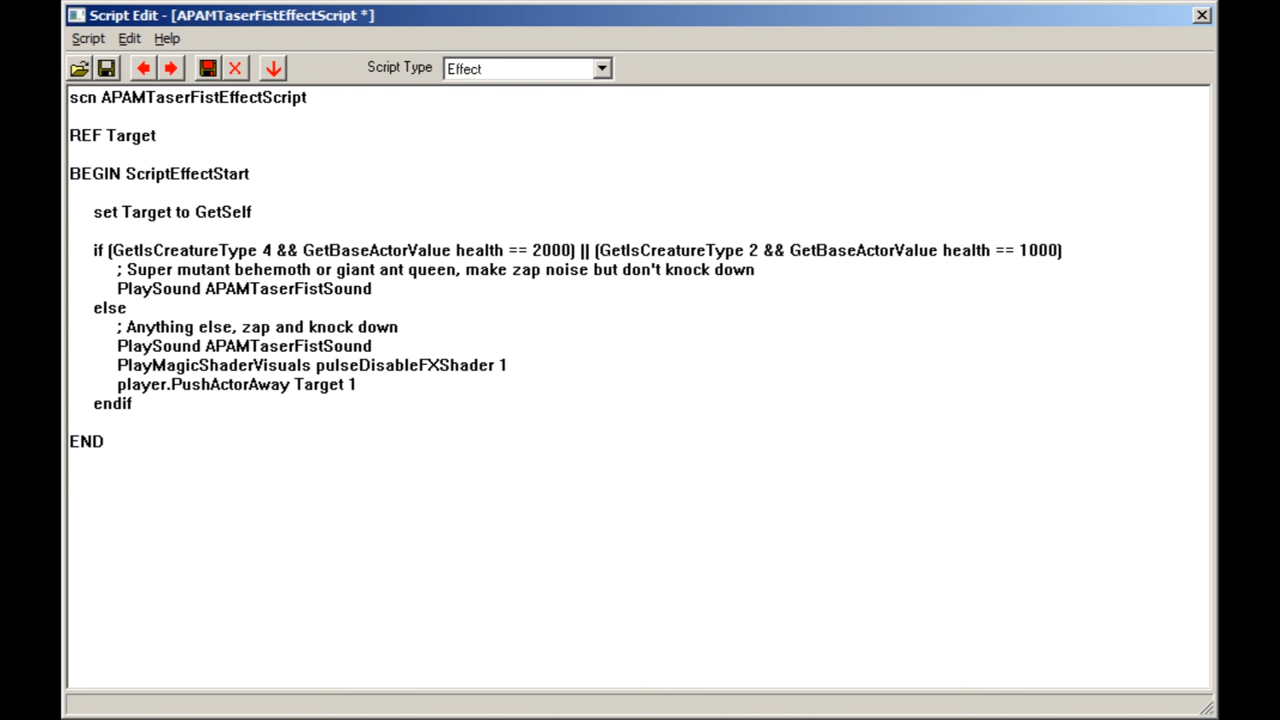 Script Edit - [APAMTaserFistEffectScript *]
Script Edit Help
Script Type Effect
scn APAMTaserFistEffectScript
REF Target
BEGIN ScriptEffectStart
set Target to GetSelf
if (GetIsCreatureType 4 && GetBaseActorValue health == 2000) || (GetIsCreatureType 2 && GetBaseActorValue health == 1000)
; Super mutant behemoth or giant ant queen, make zap noise but don't knock down
PlaySound APAMTaserFistSound
else
; Anything else, zap and knock down
PlaySound APAMTaserFistSound
PlayMagicShaderVisuals pulseDisableFXShader 1
player.PushActorAway Target 1
endif
END